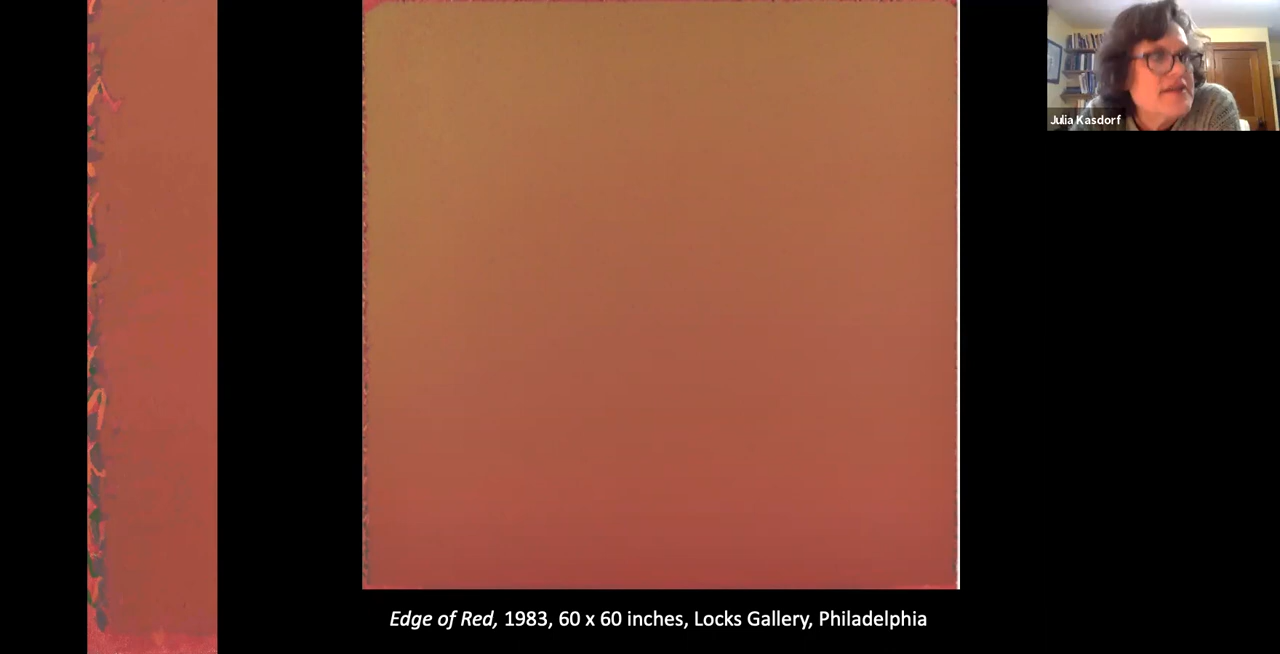 Julia Kasdorf
Edge of Red, 1983, 60 x 60 inches, Locks Gallery, Philadelphia